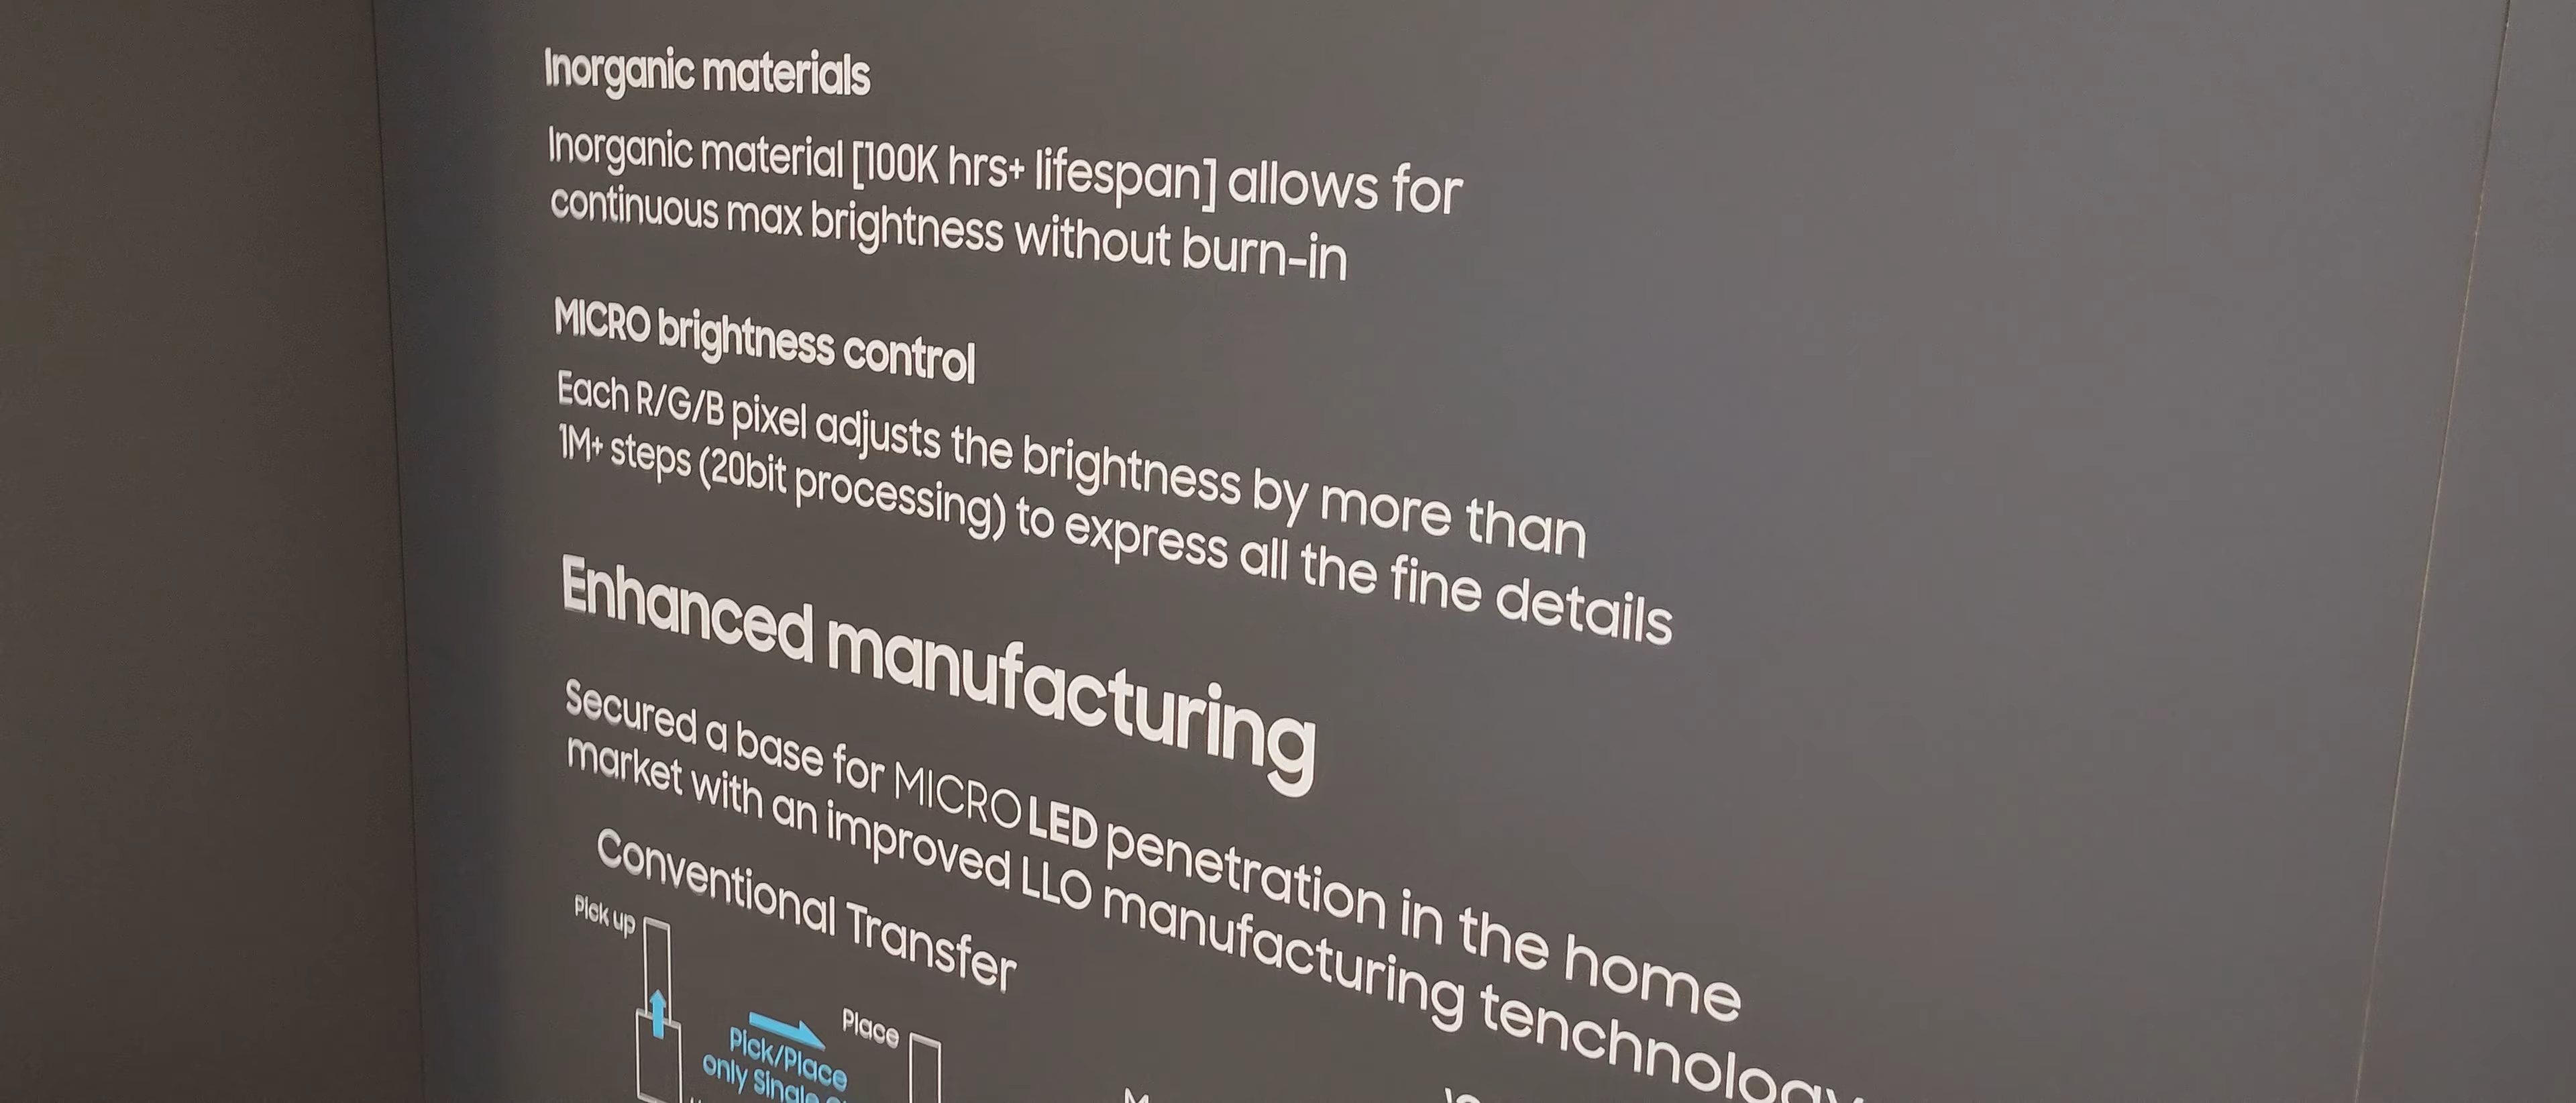 Inorganic materials
Inorganic material [100K hrs+ lifespan] allows for
continuous max brightness without burn-in
MICRO brightness control
Each R/G/B pixel adjusts the brightness by more than
1M+ steps (20bit processing) to express all the fine details
Enhanced manufacturing
Secured a base for MICRO LED penetration in the home
market with an improved LLO manufacturing tenchnology
Conventional Transfer
Pick up
Place
Pick/Place
only Single